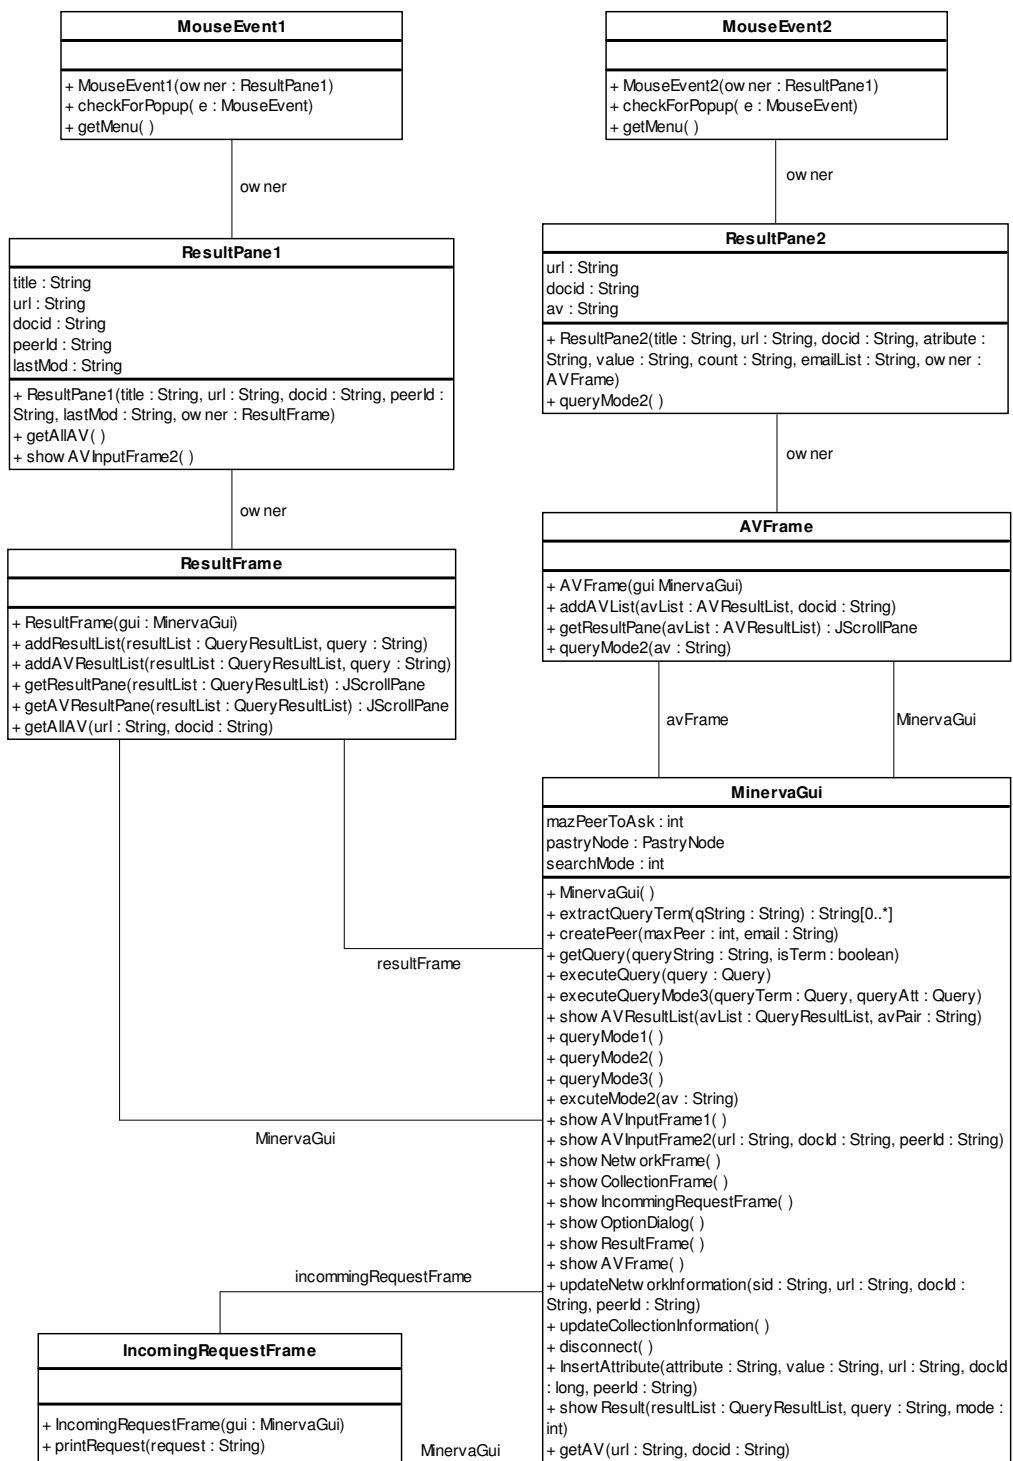 MouseEvent1
+ MouseEvent1(owner : ResultPane1)
+ checkForPopup( e : MouseEvent)
+ getMenu( )
owner
ResultPane1
title : String
url : String
docid : String
peerId : String
lastMod : String
+ ResultPane1(title : String, url : String, docid : String, peerId :
String, lastMod : String, owner : ResultFrame)
+ getAllAV( )
+ showAVInputFrame2( )
owner
ResultFrame
+ ResultFrame(gui : MinervaGui)
+ addResultList(resultList : QueryResultList, query : String)
+ addAVResultList(resultList : QueryResultList, query : String)
+ getResultPane(resultList : QueryResultList) : JScrollPane
+ getAVResultPane(resultList : QueryResultList) : JScrollPane
+ getAllAV(url : String, docid : String)
MouseEvent2
+ MouseEvent2(owner : ResultPane1)
+ checkForPopup( e : MouseEvent)
+ getMenu( )
owner
ResultPane2
url : String
docid : String
av : String
+ ResultPane2(title : String, url : String, docid : String, atribute :
String, value : String, count : String, emailList : String, owner :
AVFrame)
+ queryMode2( )
owner
AVFrame
+ AVFrame(gui MinervaGui)
+ addAVList(avList : AVResultList, docid : String)
+ getResultPane(avList : AVResultList) : JScrollPane
+ queryMode2(av : String)
avFrame
MinervaGui
resultFrame
MinervaGui
MinervaGui
mazPeerToAsk : int
pastryNode : PastryNode
searchMode : int
+ MinervaGui( )
+ extractQueryTerm(qString : String) : String[0..*]
+ createPeer(maxPeer : int, email : String)
+ getQuery(queryString : String, isTerm : boolean)
+ executeQuery(query : Query)
+ executeQueryMode3(queryTerm : Query, queryAtt : Query)
+ showAVResultList(avList : QueryResultList, avPair : String)
+ queryMode1( )
+ queryMode2( )
+ queryMode3( )
+ excuteMode2(av : String)
+ showAVInputFrame1( )
+ showAVInputFrame2(url : String, docId : String, peerId : String)
+ showNetworkFrame( )
+ showCollectionFrame( )
+ showIncommingRequestFrame( )
+ showOptionDialog( )
+ showResultFrame( )
+ showAVFrame( )
+ updateNetworkInformation(sid : String, url : String, docId :
String, peerId : String)
+ updateCollectionInformation( )
+ disconnect( )
+ InsertAttribute(attribute : String, value : String, url : String, docId
: long, peerId : String)
+ showResult(resultList : QueryResultList, query : String, mode :
int)
+ getAV(url : String, docid : String)
incommingRequestFrame
IncomingRequestFrame
+ IncomingRequestFrame(gui : MinervaGui)
+ printRequest(request : String)
MinervaGui